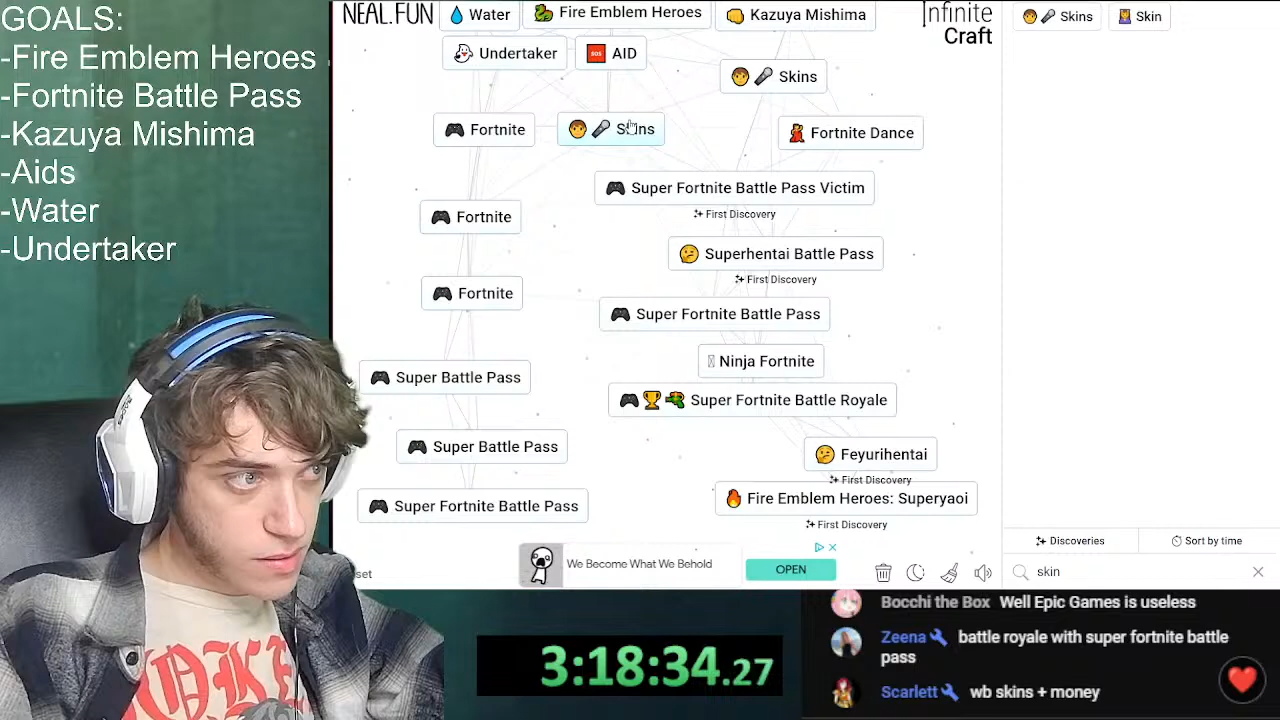 GOALS:
-Fire Emblem Heroes
-Fortnite Battle Pass
-Kazuya Mishima
-Aids
-Water
-Undertaker
NEAL.FUN
Water
Fire Emblem Heroes
Kazuya Mishima
Infinite
Craft
Skins
Skin
Undertaker
SOS
AID
Skins
Fortnite
Skins
Fortnite Dance
Super Fortnite Battle Pass Victim
First Discovery
Fortnite
Superhentai Battle Pass
First Discovery
Fortnite
Super Fortnite Battle Pass
Ninja Fortnite
Super Battle Pass
Super Fortnite Battle Royale
Super Battle Pass
Feyurihentai
First Discovery
Super Fortnite Battle Pass
Fire Emblem Heroes: Superyaoi
First Discovery
Discoveries
Sort by time
We Become What We Behold
OPEN
set
skin
Bocchi the Box Well Epic Games is useless
Zeena battle royale with super fortnite battle
pass
Scarlett wb skins + money
3:18:34.27